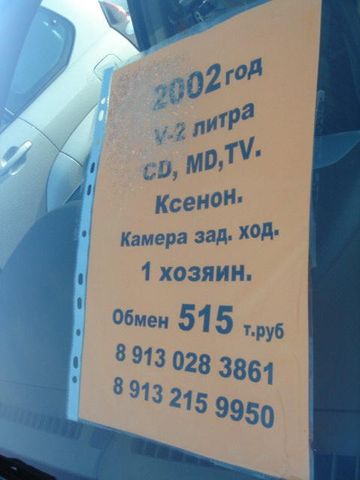 2002 год
V-2 литра
CD, MD,TV.
Ксенон.
Камера зад. ход.
1 хозяин.
Обмен 515 т.руб
8 913 028 3861
8 913 215 9950